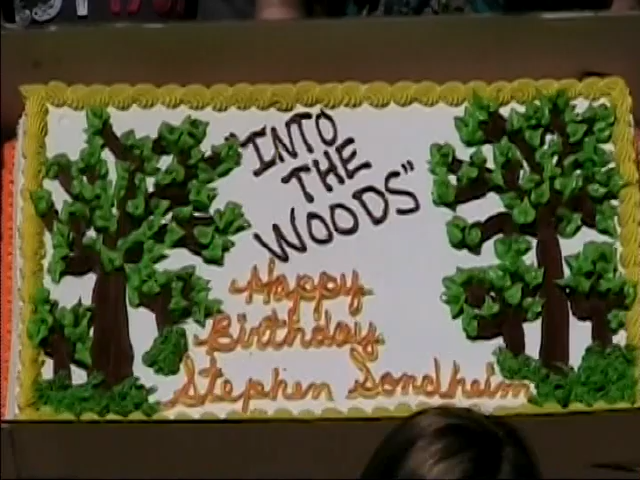 "INTO
THE
WOODS"
Happy
Birthday
Stephen Sondheim